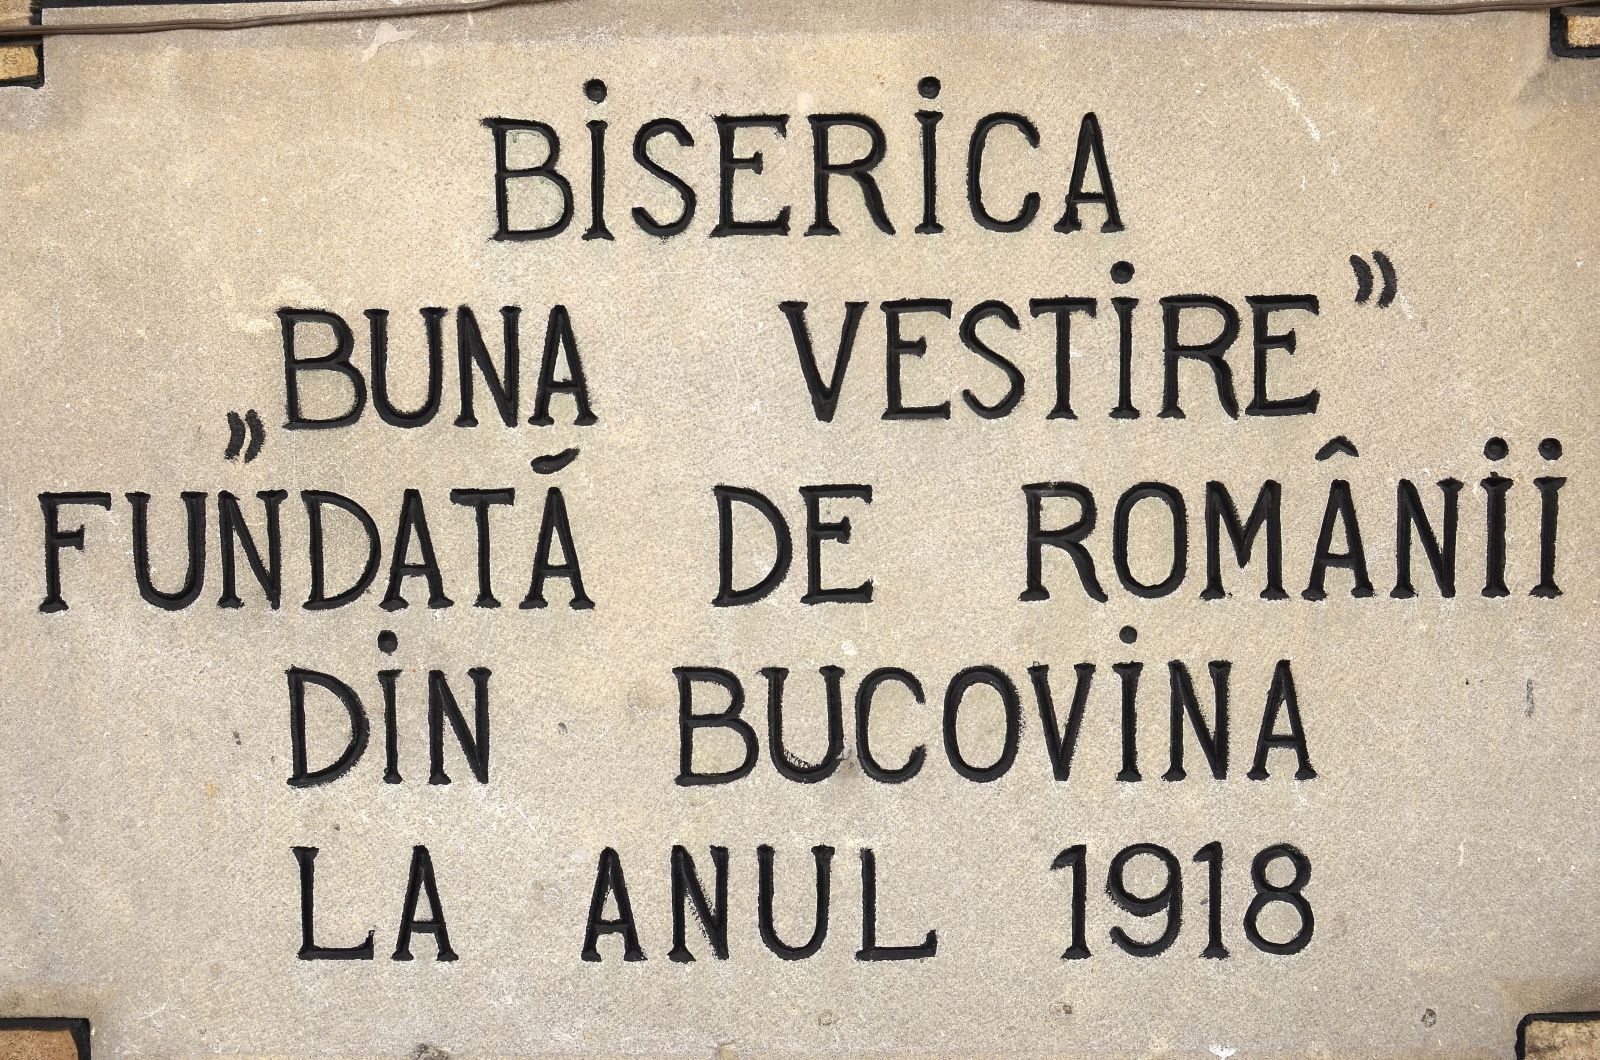 BISERICA
„BUNA VESTIRE”
FUNDATĂ DE ROMÂNII
DIN BUCOVINA
LA ANUL 1918